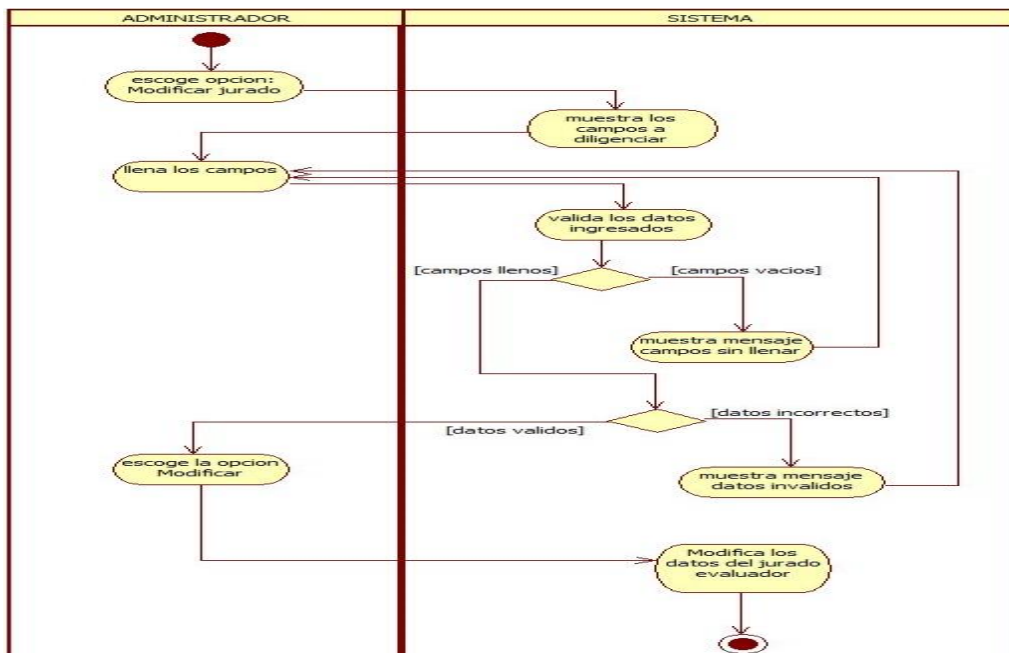 ADMINISTRADOR
SISTEMA
escoge opcion:
Modificar jurado
muestra los
campos a
diligenciar
llena los campos
valida los datos
ingresados
[campos llenos]
[campos vacios]
muestra mensaje
campos sin llenar
[datos incorrectos]
[datos validos]
escoge la opcion
Modificar
muestra mensaje
datos invalidos
Modifica los
datos del jurado
evaluador